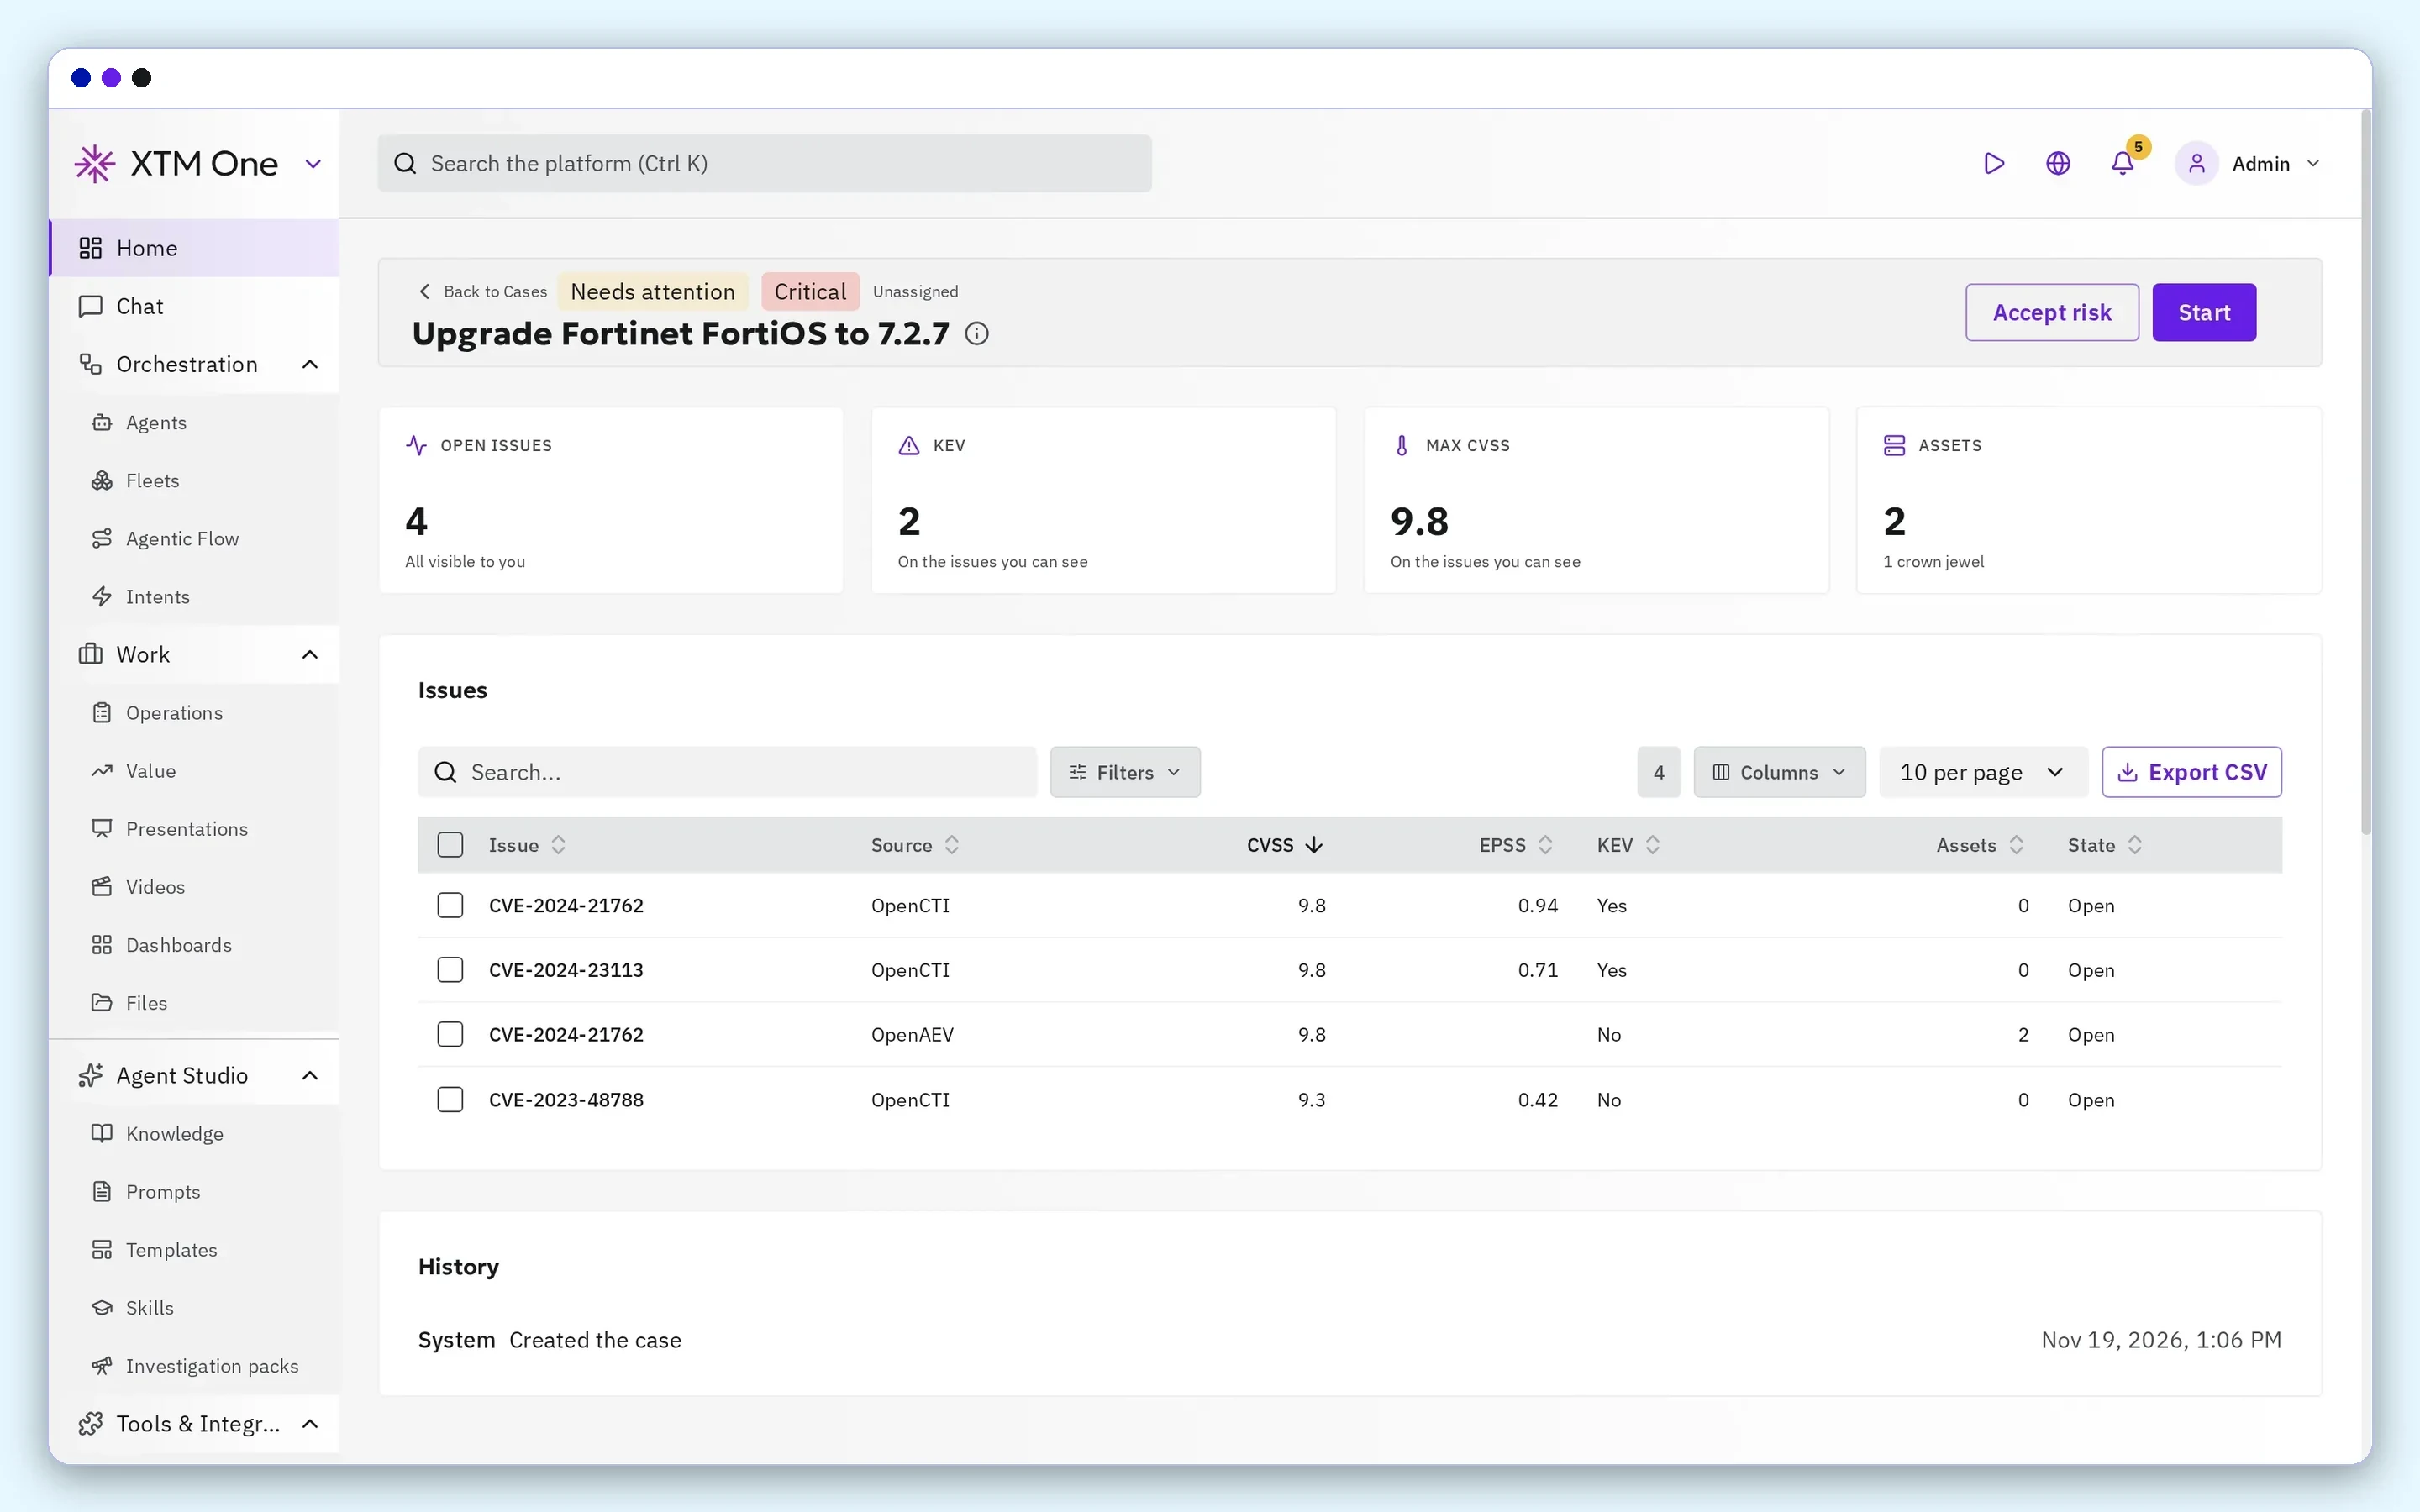 XTM One
Search the platform (Ctrl K)
5
Admin
Home
Chat
Orchestration
Agents
Fleets
Agentic Flow
Intents
Work
Operations
Value
Presentations
Videos
Dashboards
Files
Agent Studio
Knowledge
Prompts
Templates
Skills
Investigation packs
Tools & Integr...
Back to Cases Needs attention Critical Unassigned
Upgrade Fortinet FortiOS to 7.2.7
Accept risk Start
OPEN ISSUES
4
All visible to you
KEV
2
On the issues you can see
MAX CVSS
9.8
On the issues you can see
ASSETS
2
1 crown jewel
Issues
Search... Filters 4 Columns 10 per page Export CSV
Issue Source CVSS EPSS KEV Assets State
CVE-2024-21762 OpenCTI 9.8 0.94 Yes 0 Open
CVE-2024-23113 OpenCTI 9.8 0.71 Yes 0 Open
CVE-2024-21762 OpenAEV 9.8 No 2 Open
CVE-2023-48788 OpenCTI 9.3 0.42 No 0 Open
History
System Created the case Nov 19, 2026, 1:06 PM